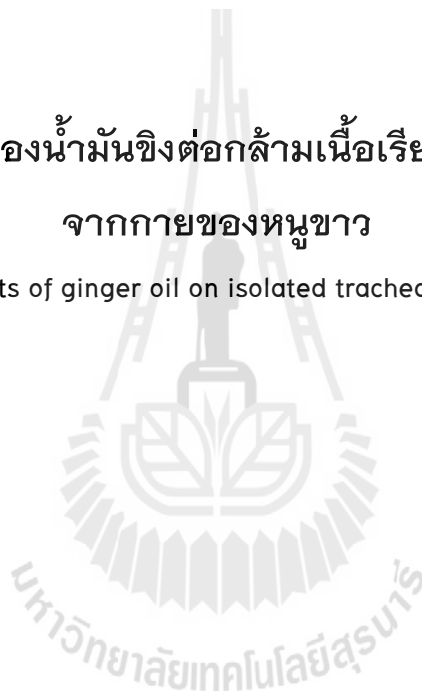 องน้ำมันขิงต่อกล้ามเนื้อเรีย
จากกายของหนูขาว
ts of ginger oil on isolated trachec
มหาวิทยาลัยเทคโนโลยีสุรนารี